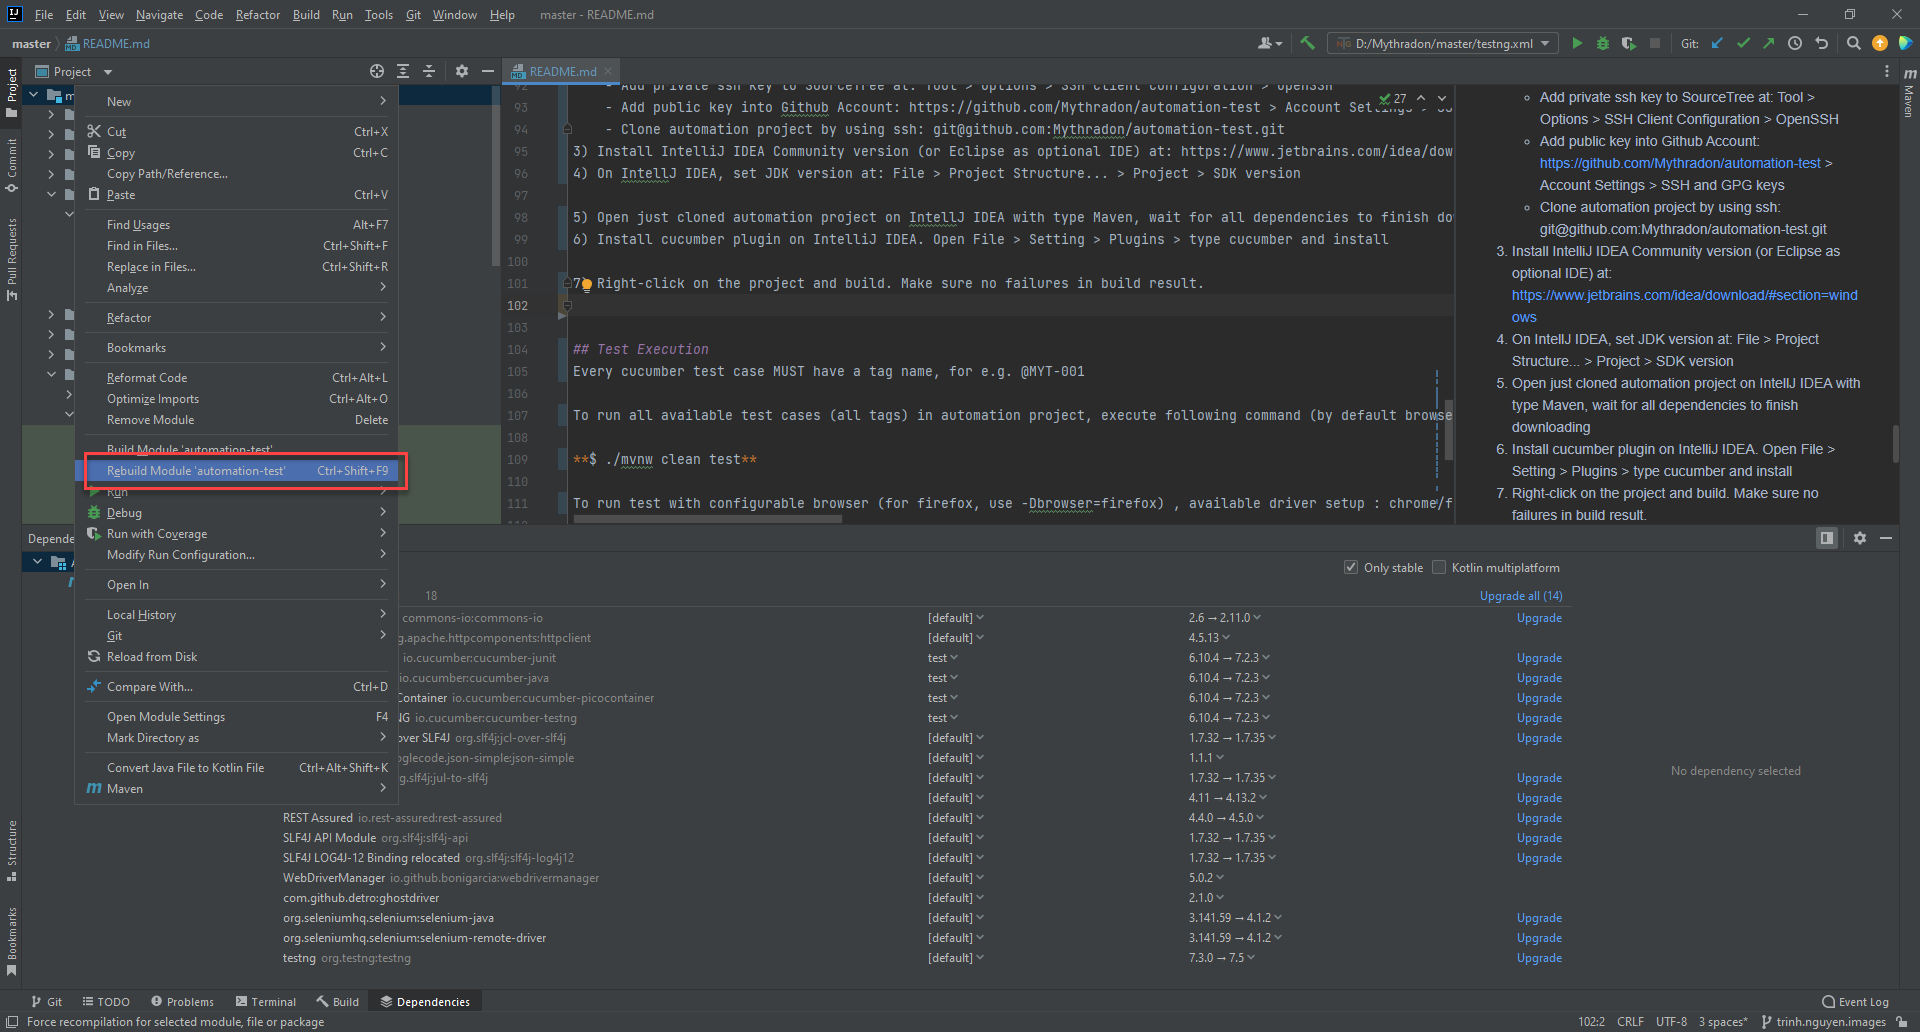 File Edit View Navigate Code Refactor Build Run Tools Git Window Help master - README.md
master README.md
D:/Mythradon/master/testng.xml Git:
Project
README.md
Project
Commit
Pull Requests
Structure
Bookmarks
Maven
New
Cut Ctrl+X
Copy Ctrl+C
Copy Path/Reference...
Paste Ctrl+V
Find Usages Alt+F7
Find in Files... Ctrl+Shift+F
Replace in Files... Ctrl+Shift+R
Analyze
Refactor
Bookmarks
Reformat Code Ctrl+Alt+L
Optimize Imports Ctrl+Alt+O
Remove Module Delete
Build Module 'automation-test'
Rebuild Module 'automation-test' Ctrl+Shift+F9
Run
Debug
Run with Coverage
Modify Run Configuration...
Open In
Local History
Git
Reload from Disk
Compare With... Ctrl+D
Open Module Settings F4
Mark Directory as
Convert Java File to Kotlin File Ctrl+Alt+Shift+K
Maven
92 - Add private ssh key to SourceTree at: Tool > Options > SSH Client Configuration > OpenSSH
93 - Add public key into Github Account: https://github.com/Mythradon/automation-test > Account Settings > SS
27
94 - Clone automation project by using ssh: git@github.com:Mythradon/automation-test.git
95 3) Install IntelliJ IDEA Community version (or Eclipse as optional IDE) at: https://www.jetbrains.com/idea/dow
96 4) On IntellJ IDEA, set JDK version at: File > Project Structure... > Project > SDK version
97
98 5) Open just cloned automation project on IntellJ IDEA with type Maven, wait for all dependencies to finish do
99 6) Install cucumber plugin on IntelliJ IDEA. Open File > Setting > Plugins > type cucumber and install
100
101 7) Right-click on the project and build. Make sure no failures in build result.
102
103
104 ## Test Execution
105 Every cucumber test case MUST have a tag name, for e.g. @MYT-001
106
107 To run all available test cases (all tags) in automation project, execute following command (by default browse
108
109 **$ ./mvnw clean test**
110
111 To run test with configurable browser (for firefox, use -Dbrowser=firefox) , available driver setup : chrome/f
112
Add private ssh key to SourceTree at: Tool >
Options > SSH Client Configuration > OpenSSH
Add public key into Github Account:
https://github.com/Mythradon/automation-test >
Account Settings > SSH and GPG keys
Clone automation project by using ssh:
git@github.com:Mythradon/automation-test.git
3. Install IntelliJ IDEA Community version (or Eclipse as
optional IDE) at:
https://www.jetbrains.com/idea/download/#section=wind
ows
4. On IntellJ IDEA, set JDK version at: File > Project
Structure... > Project > SDK version
5. Open just cloned automation project on IntellJ IDEA with
type Maven, wait for all dependencies to finish
downloading
6. Install cucumber plugin on IntelliJ IDEA. Open File >
Setting > Plugins > type cucumber and install
7. Right-click on the project and build. Make sure no
failures in build result.
Depende
Only stable Kotlin multiplatform
18 Upgrade all (14)
commons-io:commons-io [default] 2.6 → 2.11.0 Upgrade
g.apache.httpcomponents:httpclient [default] 4.5.13
io.cucumber:cucumber-junit test 6.10.4 → 7.2.3 Upgrade
io.cucumber:cucumber-java test 6.10.4 → 7.2.3 Upgrade
Container io.cucumber:cucumber-picocontainer test 6.10.4 → 7.2.3 Upgrade
NG io.cucumber:cucumber-testng test 6.10.4 → 7.2.3 Upgrade
over SLF4J org.slf4j:jcl-over-slf4j [default] 1.7.32 → 1.7.35 Upgrade
oglecode.json-simple:json-simple [default] 1.1.1
g.slf4j:jul-to-slf4j [default] 1.7.32 → 1.7.35 Upgrade
[default] 4.11 → 4.13.2 Upgrade
REST Assured io.rest-assured:rest-assured [default] 4.4.0 → 4.5.0 Upgrade
SLF4J API Module org.slf4j:slf4j-api [default] 1.7.32 → 1.7.35 Upgrade
SLF4J LOG4J-12 Binding relocated org.slf4j:slf4j-log4j12 [default] 1.7.32 → 1.7.35 Upgrade
WebDriverManager io.github.bonigarcia:webdrivermanager [default] 5.0.2
com.github.detro:ghostdriver [default] 2.1.0
org.seleniumhq.selenium:selenium-java [default] 3.141.59 → 4.1.2 Upgrade
org.seleniumhq.selenium:selenium-remote-driver [default] 3.141.59 → 4.1.2 Upgrade
testng org.testng:testng [default] 7.3.0 → 7.5 Upgrade
No dependency selected
Git TODO Problems Terminal Build Dependencies Event Log
Force recompilation for selected module, file or package 102:2 CRLF UTF-8 3 spaces* trinh.nguyen.images